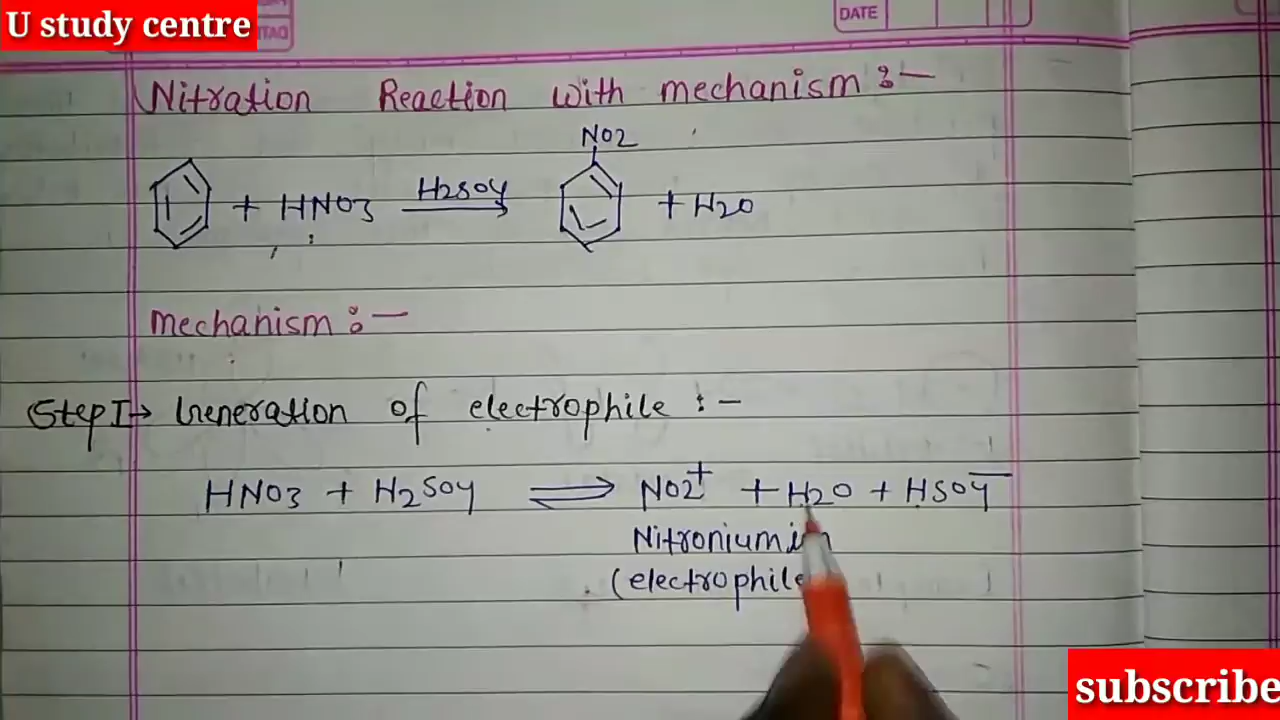 U study centre
DATE
Nitration Reaction with mechanism :-
NO2
+ HNO3 H2SO4 + H2O
Mechanism :-
Step I → Generation of electrophile :-
HNO3 + H2SO4 ⇌ NO2+ + H2O + HSO4-
Nitronium
(electrophile
subscribe